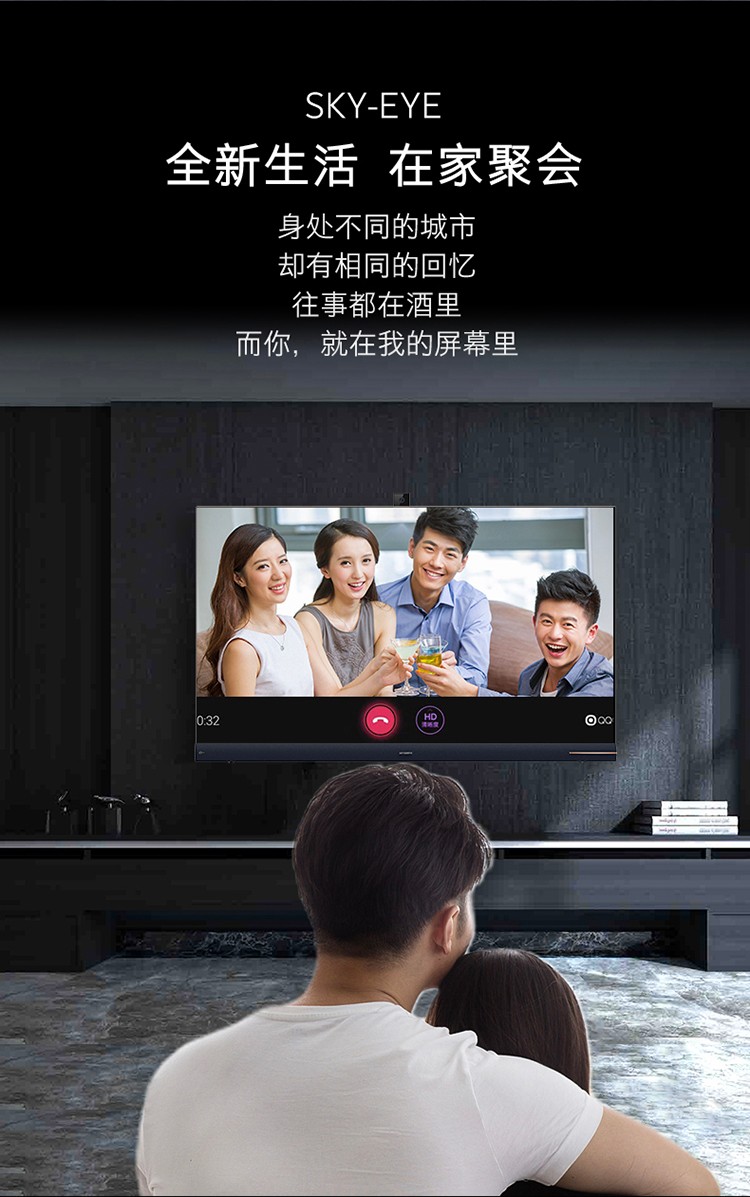 SKY-EYE
全新生活 在家聚会
身处不同的城市
却有相同的回忆
往事都在酒里
而你，就在我的屏幕里
0:32
HD
清晰度
QQ